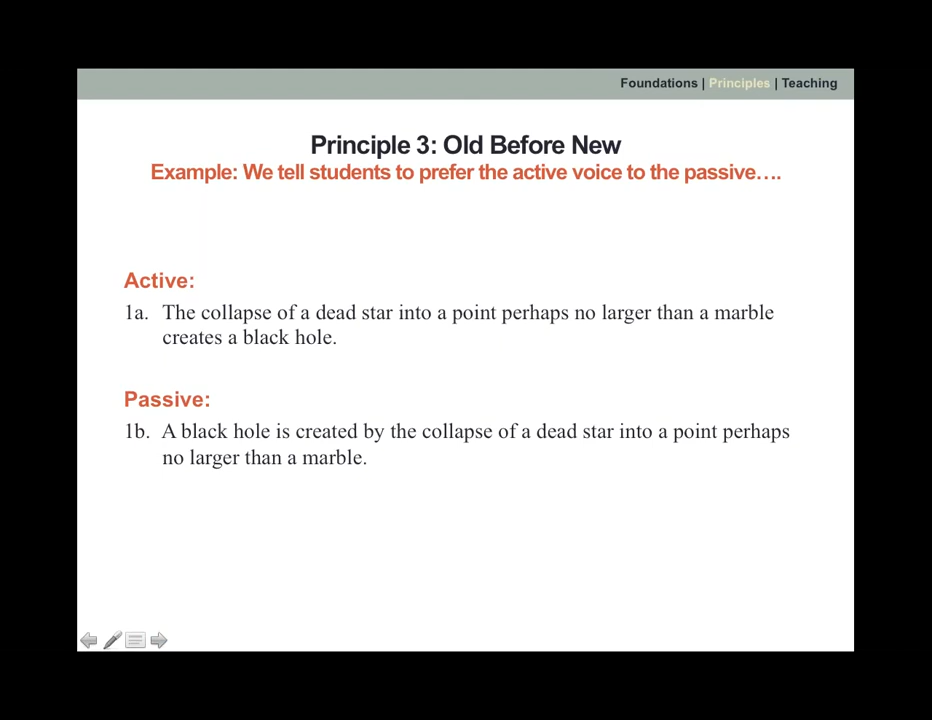 Foundations | Principles | Teaching
Principle 3: Old Before New
Example: We tell students to prefer the active voice to the passive….
Active:
1a. The collapse of a dead star into a point perhaps no larger than a marble
creates a black hole.
Passive:
1b. A black hole is created by the collapse of a dead star into a point perhaps
no larger than a marble.